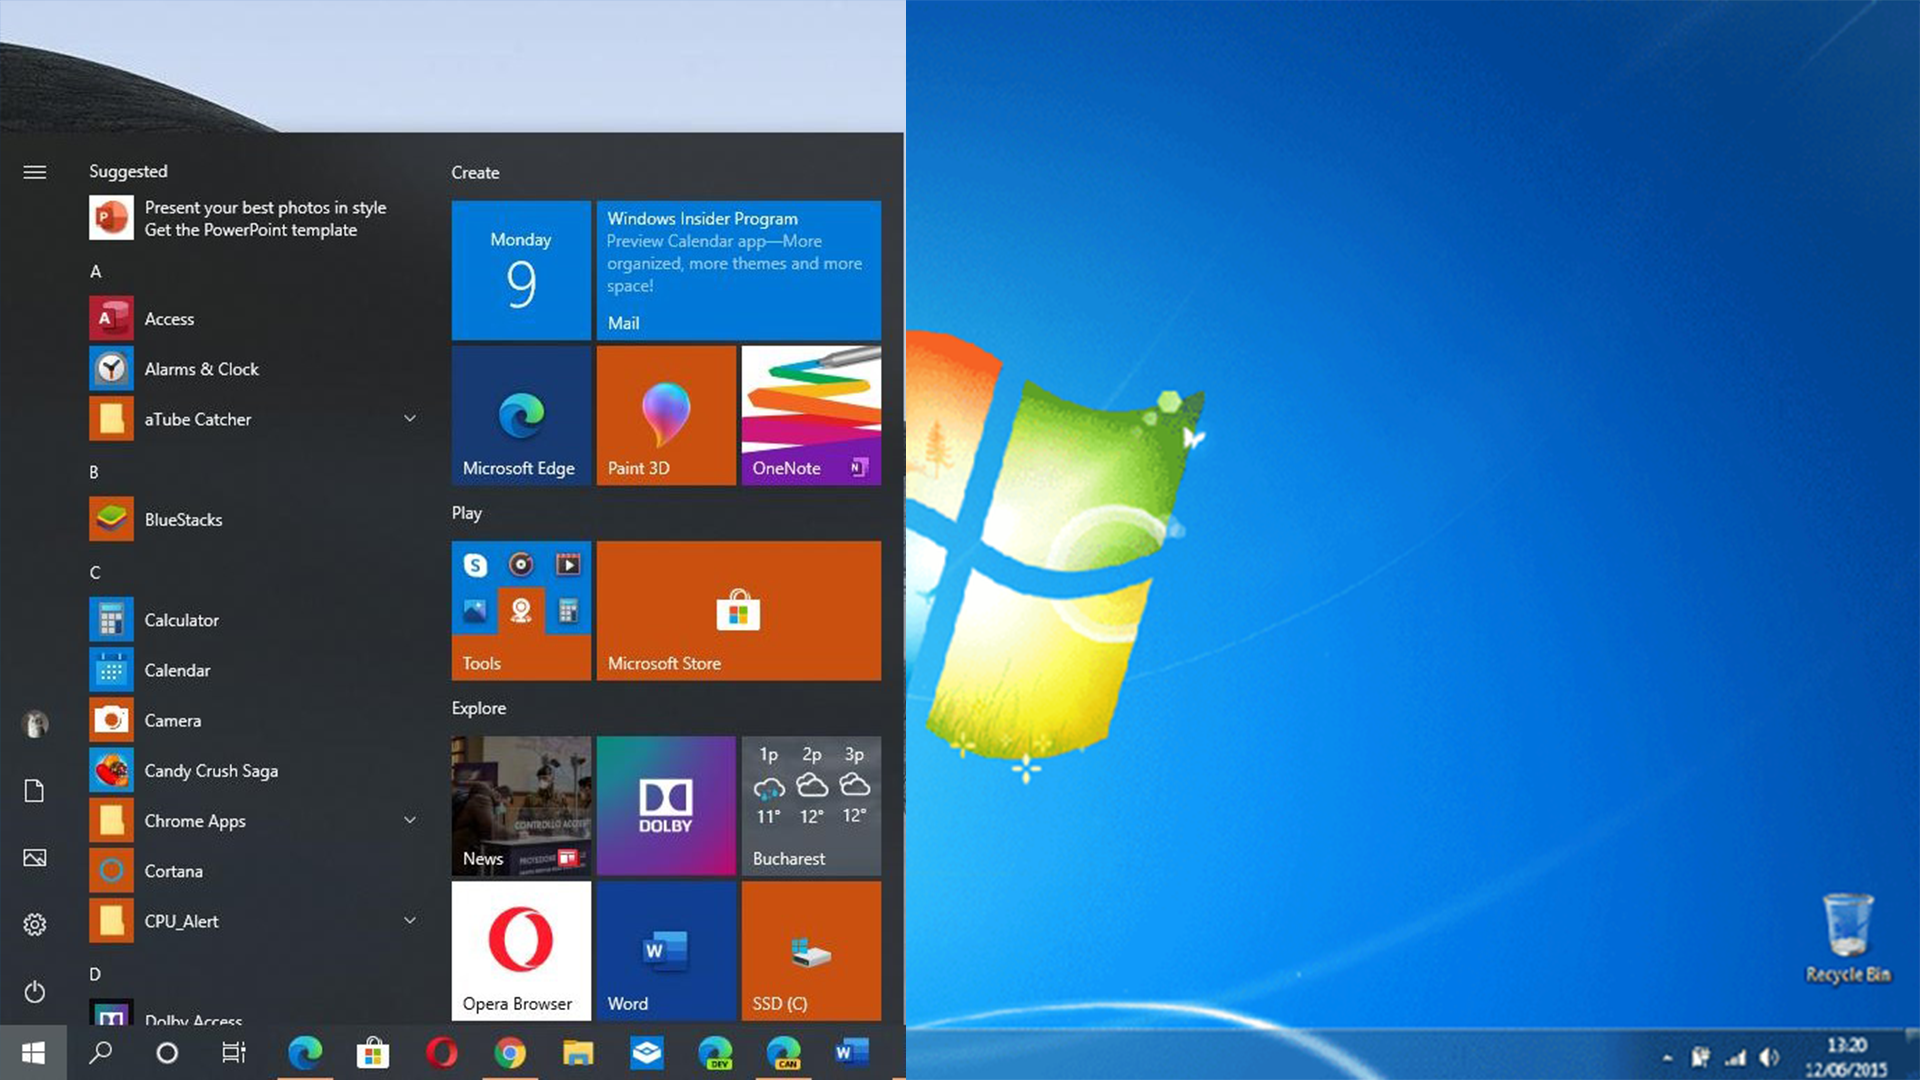 Suggested
Present your best photos in style
Get the PowerPoint template
A
A
Access
Alarms & Clock
aTube Catcher
B
BlueStacks
C
Calculator
Calendar
Camera
Candy Crush Saga
Chrome Apps
Cortana
CPU_Alert
D
Dolby Access
Create
Monday
9
Windows Insider Program
Preview Calendar app—More
organized, more themes and more
space!
Mail
Microsoft Edge
Paint 3D
OneNote
N
Play
S
Tools
Microsoft Store
Explore
CONTROLLO
News
DOLBY
1p 2p 3p
11° 12° 12°
Bucharest
Opera Browser
W
Word
SSD (C)
DEV
CAN
W
Recycle Bin
13:20
12/06/2015